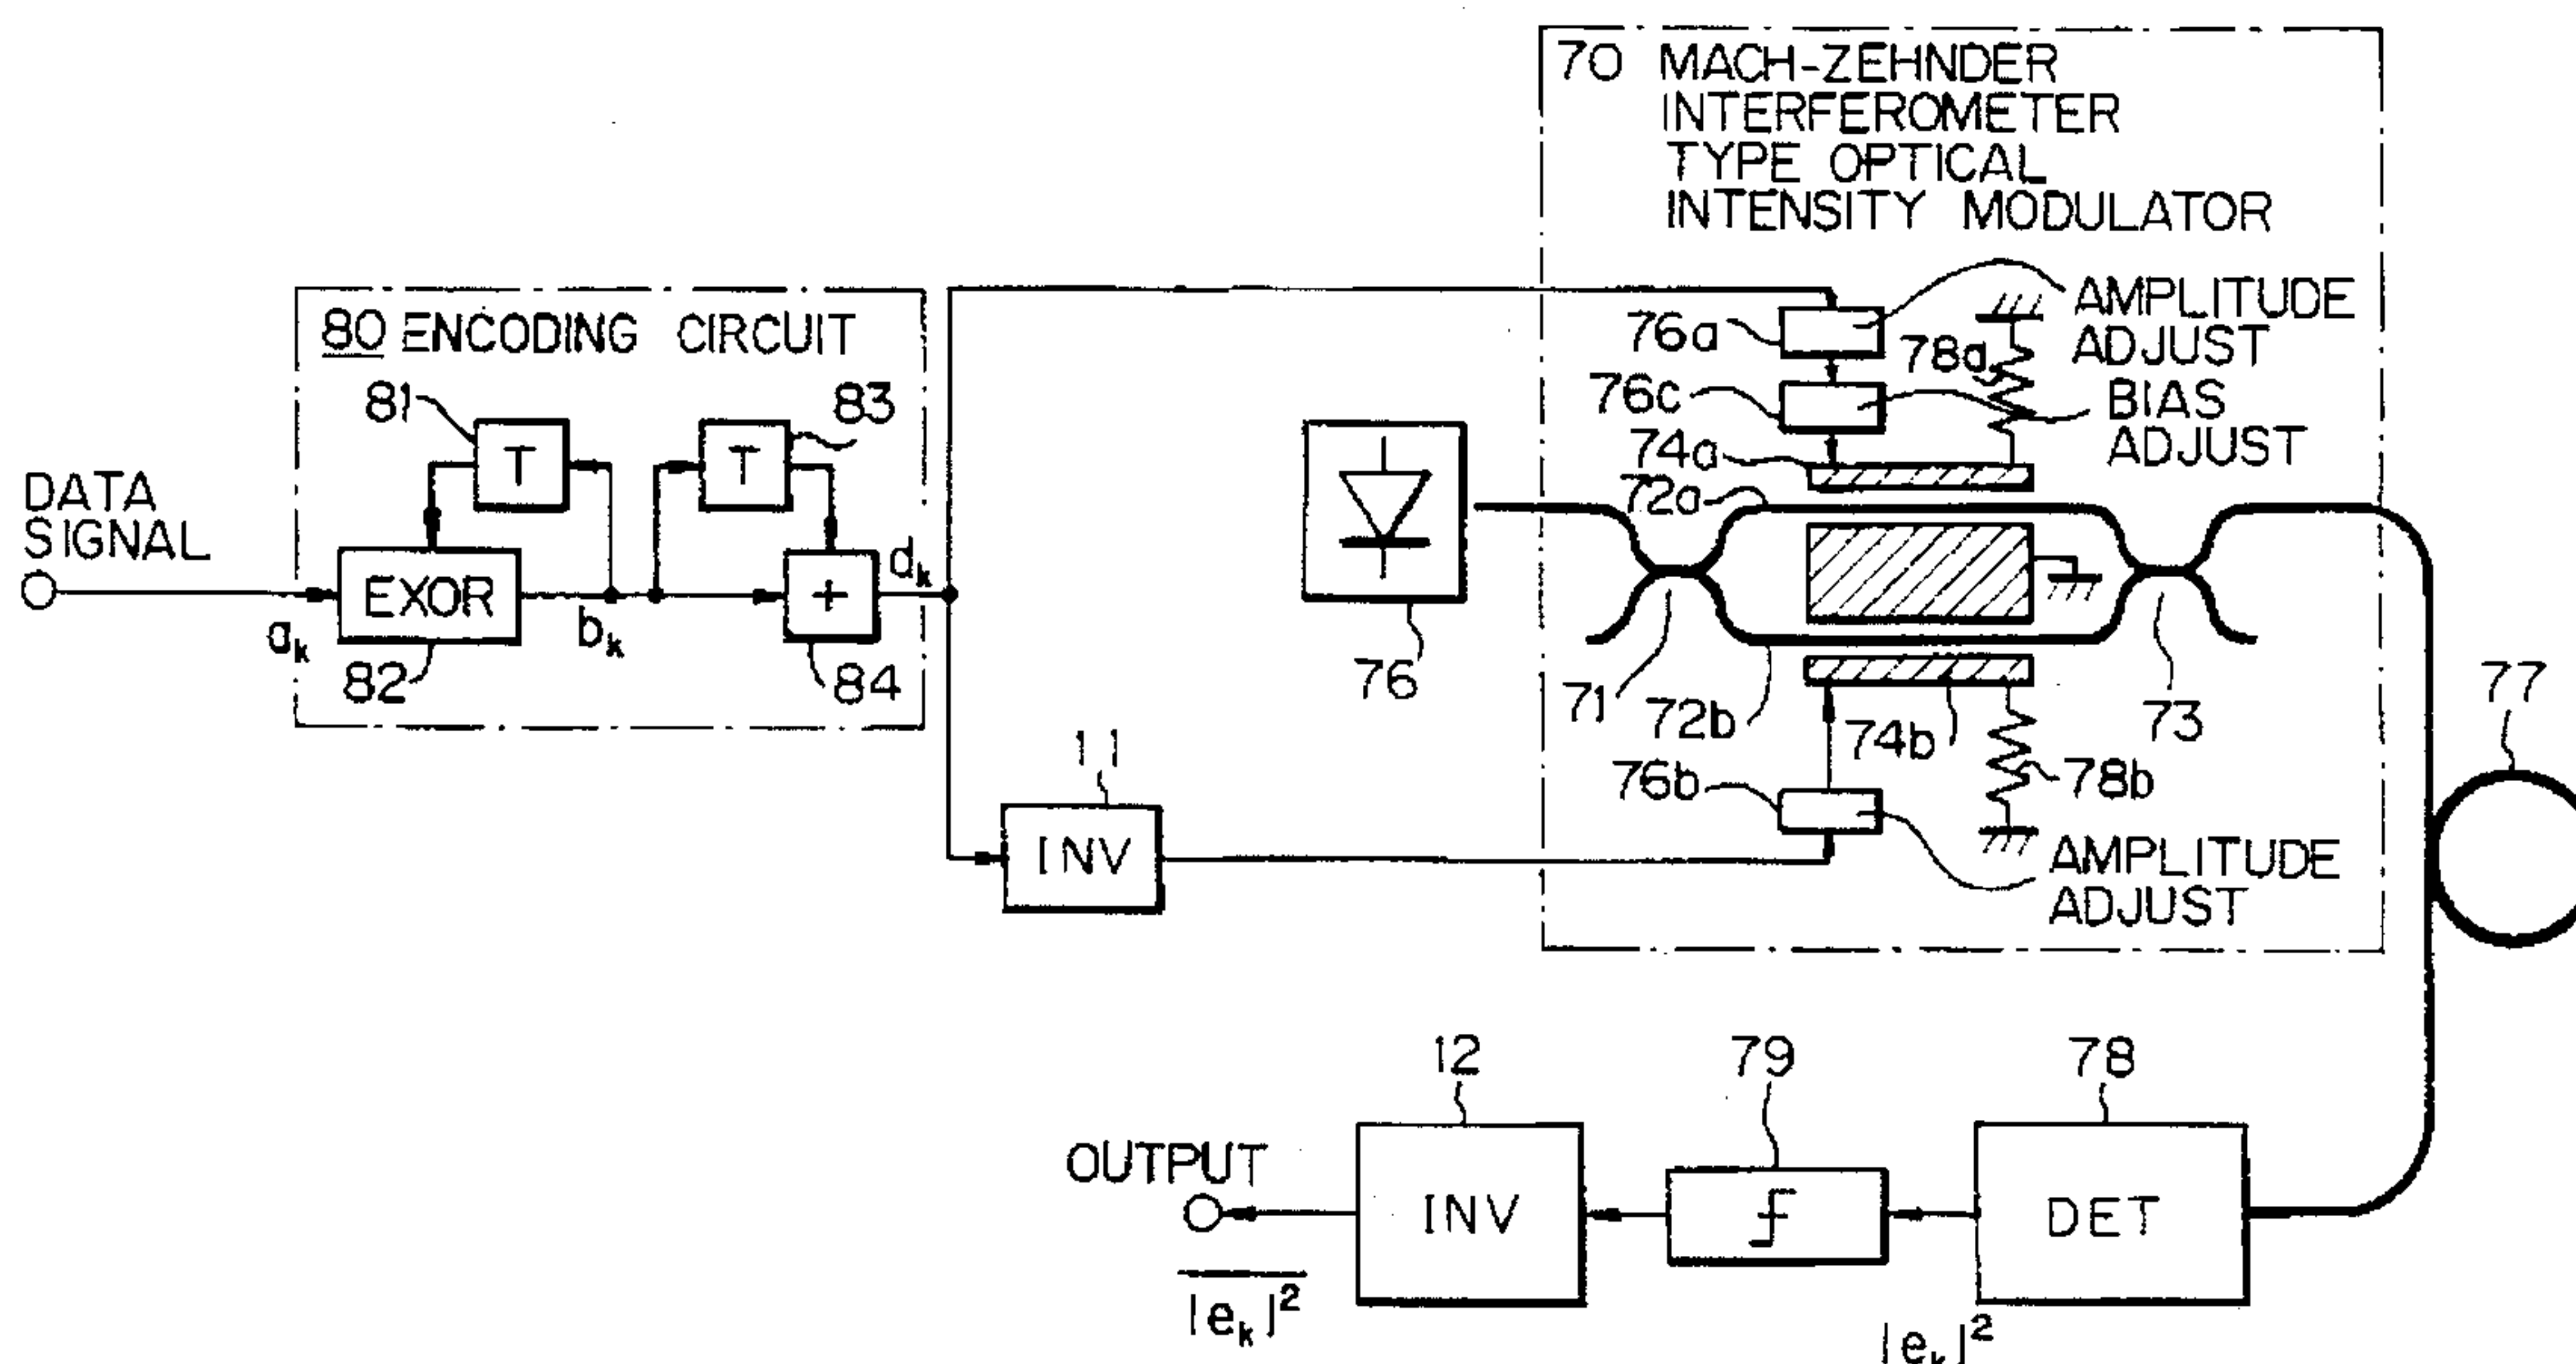 70 MACH-ZEHNDER
INTERFEROMETER
TYPE OPTICAL
INTENSITY MODULATOR
AMPLITUDE
ADJUST
BIAS
ADJUST
76a
78a
76c
74a
72a
80 ENCODING CIRCUIT
81
83
T
T
DATA
SIGNAL
EXOR
+
dₖ
aₖ
bₖ
82
84
76
71
72b
74b
73
77
76b
78b
AMPLITUDE
ADJUST
11
INV
12
79
78
OUTPUT
INV
DET
|eₖ|²
|eₖ|²